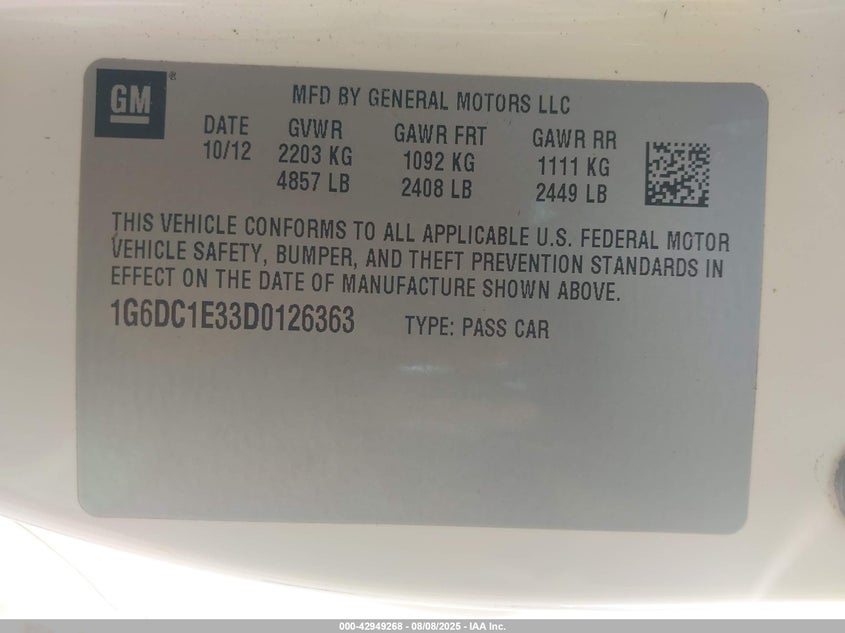 GM®
MFD BY GENERAL MOTORS LLC
DATE GVWR GAWR FRT GAWR RR
10/12 2203 KG 1092 KG 1111 KG
4857 LB 2408 LB 2449 LB
THIS VEHICLE CONFORMS TO ALL APPLICABLE U.S. FEDERAL MOTOR
VEHICLE SAFETY, BUMPER, AND THEFT PREVENTION STANDARDS IN
EFFECT ON THE DATE OF MANUFACTURE SHOWN ABOVE.
1G6DC1E33D0126363 TYPE: PASS CAR
000-42949268 - 08/08/2025 - IAA Inc.